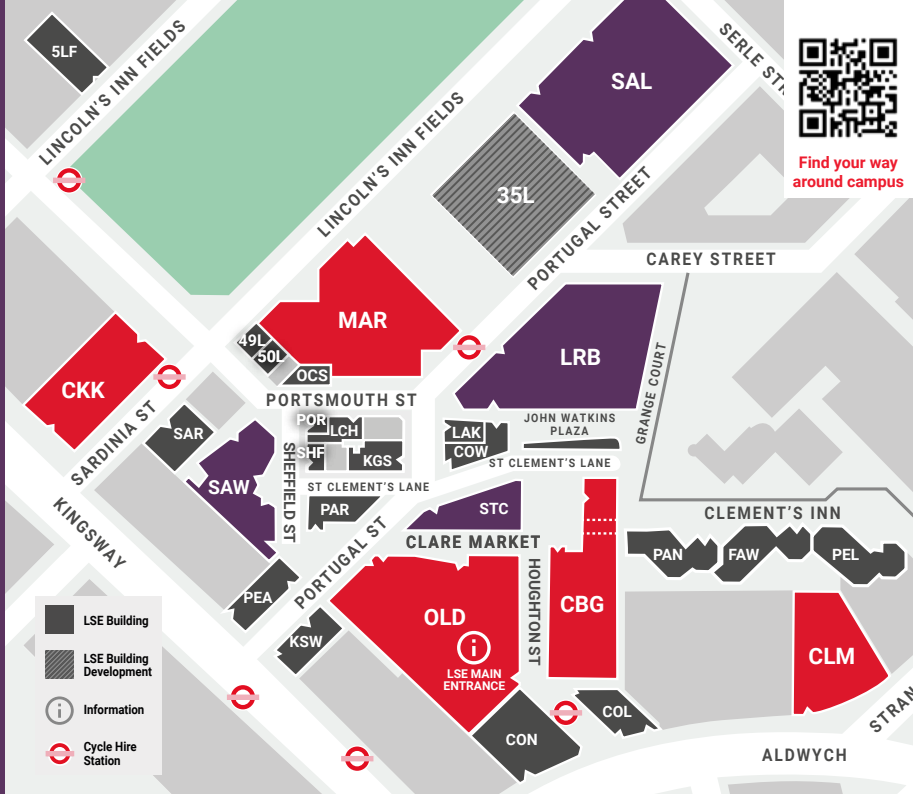 5LF
LINCOLN'S INN FIELDS
LINCOLN'S INN FIELDS
SAL
SERLE
Find your way
around campus
35L
PORTUGAL STREET
CAREY STREET
MAR
49L
50L
OCS
LRB
GRANGE COURT
CKK
SARDINIA ST
PORTSMOUTH ST
POR
LCH
SHF
KGS
LAK
COW
JOHN WATKINS
PLAZA
ST CLEMENT'S LANE
SAR
SAW
SHEFFIELD ST
ST CLEMENT'S LANE
PAR
STC
CLARE MARKET
CLEMENT'S INN
KINGSWAY
PORTUGAL ST
HOUGHTON ST
PAN
FAW
PEL
PEA
KSW
OLD
i
LSE MAIN
ENTRANCE
CBG
CLM
CON
COL
STRAN
ALDWYCH
LSE Building
LSE Building
Development
i
Information
Cycle Hire
Station